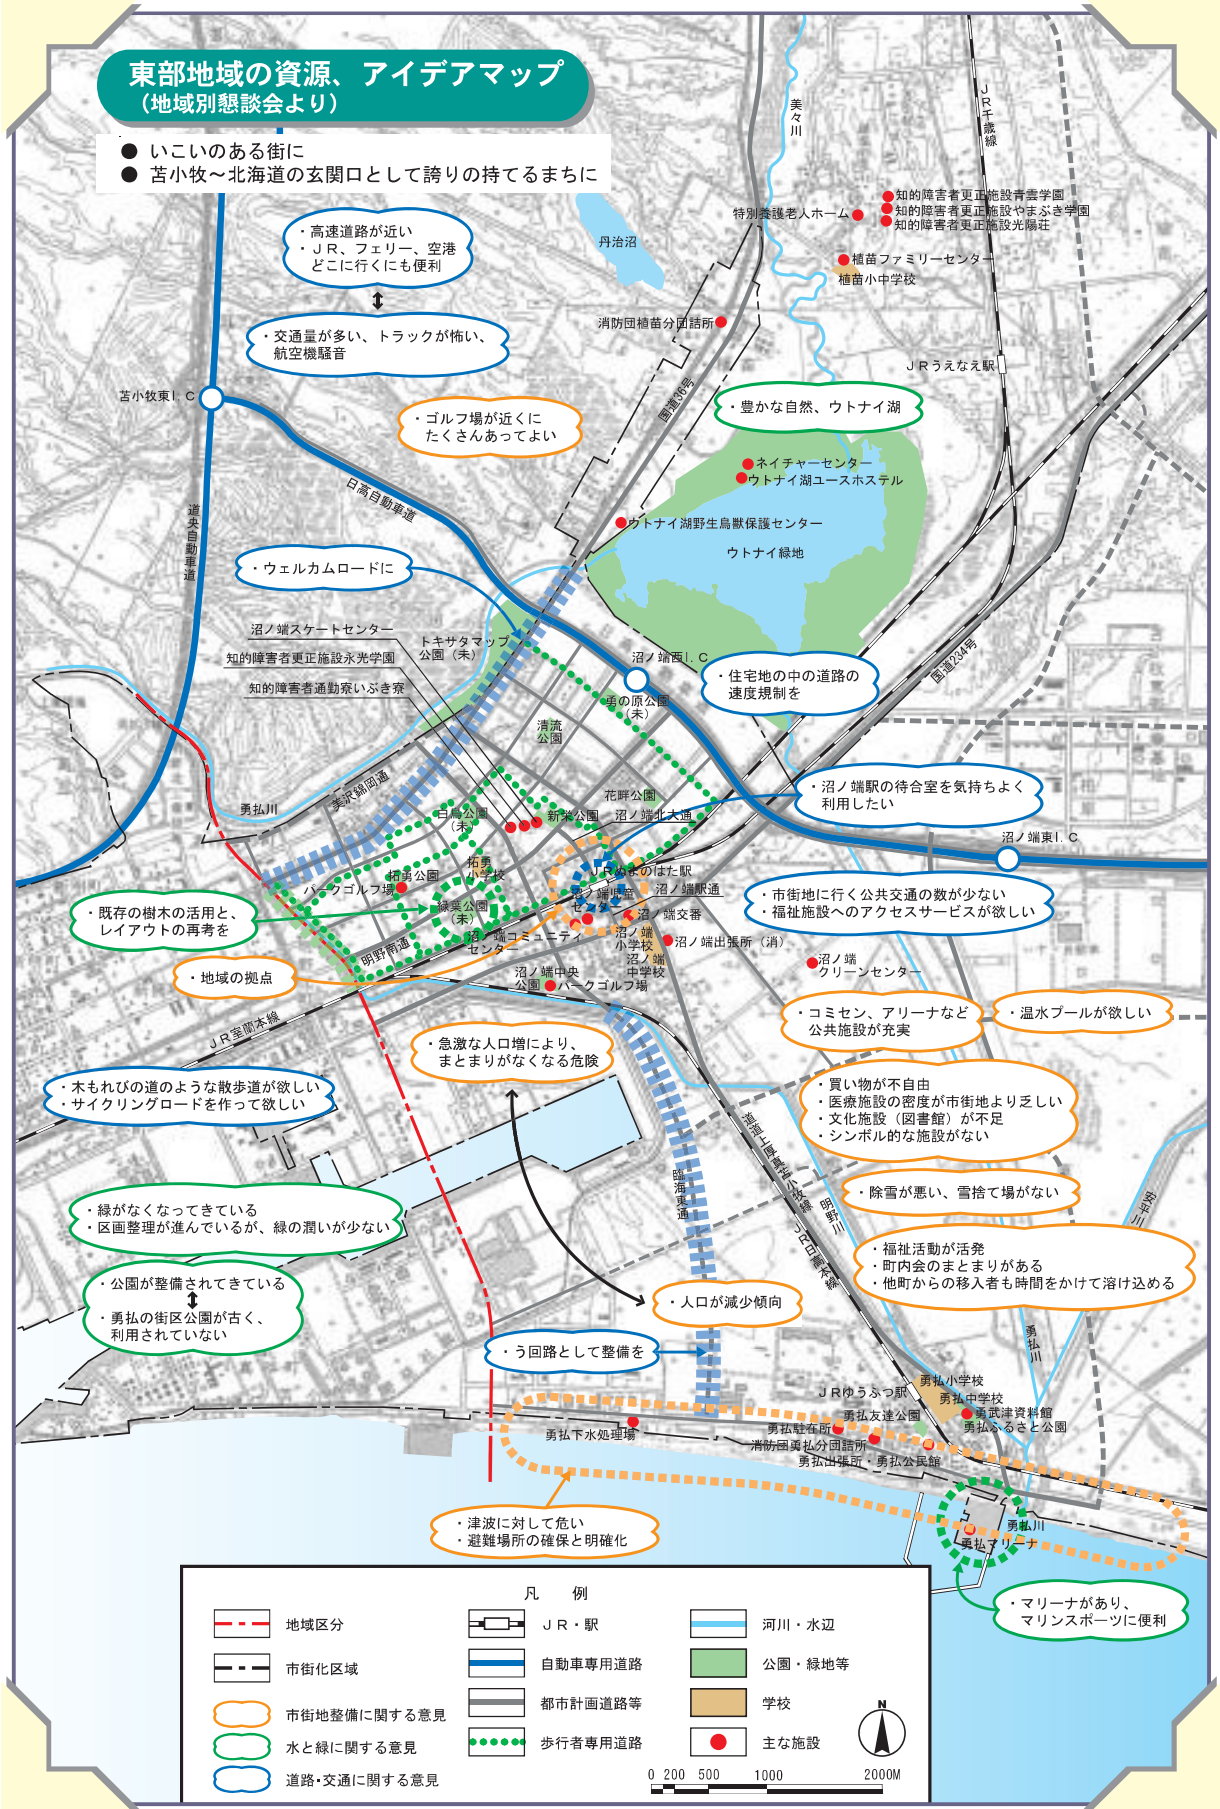 東部地域の資源、アイデアマップ
（地域別懇談会より）
● いこいのある街に
● 苫小牧～北海道の玄関口として誇りの持てるまちに
美々川
ＪＲ千歳線
知的障害者更正施設青雲学園
知的障害者更正施設やまぶき学園
知的障害者更正施設光陽荘
特別養護老人ホーム
・高速道路が近い
・ＪＲ、フェリー、空港
どこに行くにも便利
丹治沼
植苗ファミリーセンター
植苗小中学校
・交通量が多い、トラックが怖い、
航空機騒音
消防団植苗分団詰所
ＪＲうえなえ駅
苫小牧東Ｉ.Ｃ
国道36号
・ゴルフ場が近くに
たくさんあってよい
・豊かな自然、ウトナイ湖
ネイチャーセンター
ウトナイ湖ユースホステル
日高自動車道
道央自動車道
ウトナイ湖野生鳥獣保護センター
ウトナイ緑地
・ウェルカムロードに
沼ノ端スケートセンター
トキサタマップ
公園（未）
知的障害者更正施設永光学園
知的障害者通勤寮いぶき寮
沼ノ端西Ｉ.Ｃ
国道234号
・住宅地の中の道路の
速度規制を
勇の原公園
（未）
清流
公園
美沢錦岡通
勇払川
花畔公園
・沼ノ端駅の待合室を気持ちよく
利用したい
白鳥公園
（未）
新栄公園
沼ノ端北大通
沼ノ端東Ｉ.Ｃ
拓勇
小学校
拓勇公園
パークゴルフ場
ＪＲぬまのはた駅
沼ノ端児童
センター
沼ノ端駅通
・市街地に行く公共交通の数が少ない
・福祉施設へのアクセスサービスが欲しい
・既存の樹木の活用と、
レイアウトの再考を
緑葉公園
（未）
沼ノ端交番
沼ノ端コミュニティ
センター
沼ノ端
小学校
沼ノ端出張所（消）
明野南通
沼ノ端
中学校
沼ノ端
クリーンセンター
・地域の拠点
沼ノ端中央
公園
パークゴルフ場
ＪＲ室蘭本線
・コミセン、アリーナなど
公共施設が充実
・温水プールが欲しい
・急激な人口増により、
まとまりがなくなる危険
・木もれびの道のような散歩道が欲しい
・サイクリングロードを作って欲しい
・買い物が不自由
・医療施設の密度が市街地より乏しい
・文化施設（図書館）が不足
・シンボル的な施設がない
道道上厚真苫小牧線
臨海東通
・除雪が悪い、雪捨て場がない
明野川
安平川
ＪＲ日高本線
・緑がなくなってきている
・区画整理が進んでいるが、緑の潤いが少ない
・福祉活動が活発
・町内会のまとまりがある
・他町からの移入者も時間をかけて溶け込める
・公園が整備されてきている
・勇払の街区公園が古く、
利用されていない
・人口が減少傾向
・う回路として整備を
勇払川
勇払小学校
ＪＲゆうふつ駅
勇払中学校
勇武津資料館
勇払ふるさと公園
勇払友達公園
勇払駐在所
勇払下水処理場
消防団勇払分団詰所
勇払出張所・勇払公民館
・津波に対して危い
・避難場所の確保と明確化
勇払川
勇払マリーナ
・マリーナがあり、
マリンスポーツに便利
凡　例
地域区分
市街化区域
市街地整備に関する意見
水と緑に関する意見
道路・交通に関する意見
ＪＲ・駅
自動車専用道路
都市計画道路等
歩行者専用道路
河川・水辺
公園・緑地等
学校
主な施設
N
0 200 500 1000 2000M